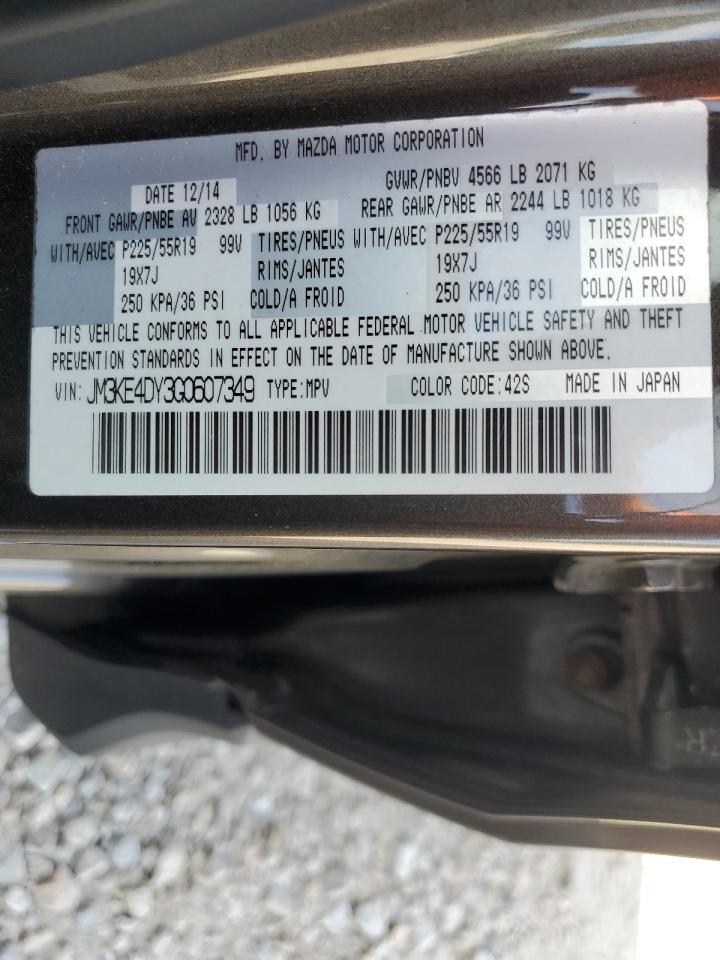 MFD. BY MAZDA MOTOR CORPORATION
DATE 12/14 GVWR/PNBV 4566 LB 2071 KG
FRONT GAWR/PNBE AV 2328 LB 1056 KG REAR GAWR/PNBE AR 2244 LB 1018 KG
WITH/AVEC P225/55R19 99V TIRES/PNEUS WITH/AVEC P225/55R19 99V TIRES/PNEUS
19X7J RIMS/JANTES 19X7J RIMS/JANTES
250 KPA/36 PSI COLD/A FROID 250 KPA/36 PSI COLD/A FROID
THIS VEHICLE CONFORMS TO ALL APPLICABLE FEDERAL MOTOR VEHICLE SAFETY AND THEFT
PREVENTION STANDARDS IN EFFECT ON THE DATE OF MANUFACTURE SHOWN ABOVE.
VIN: JM3KE4DY3G0607349 TYPE:MPV COLOR CODE:42S MADE IN JAPAN